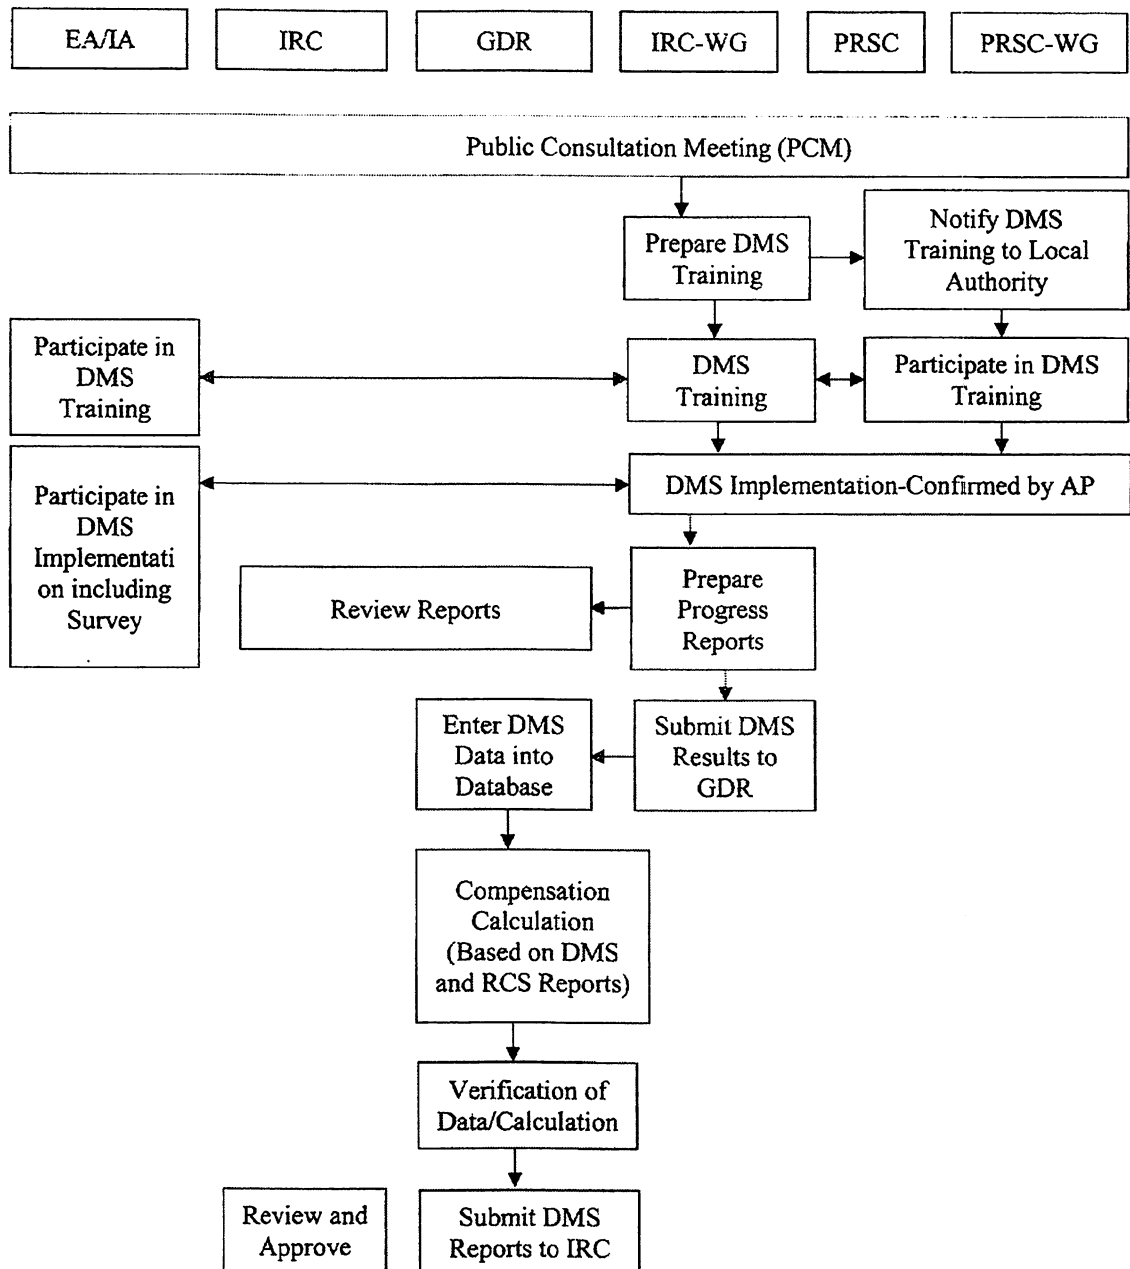 EA/IA
IRC
GDR
IRC-WG
PRSC
PRSC-WG
Public Consultation Meeting (PCM)
Prepare DMS
Training
Notify DMS
Training to Local
Authority
Participate in
DMS
Training
DMS
Training
Participate in DMS
Training
Participate in
DMS
Implementati
on including
Survey
DMS Implementation-Confirmed by AP
Review Reports
Prepare
Progress
Reports
Enter DMS
Data into
Database
Submit DMS
Results to
GDR
Compensation
Calculation
(Based on DMS
and RCS Reports)
Verification of
Data/Calculation
Review and
Approve
Submit DMS
Reports to IRC